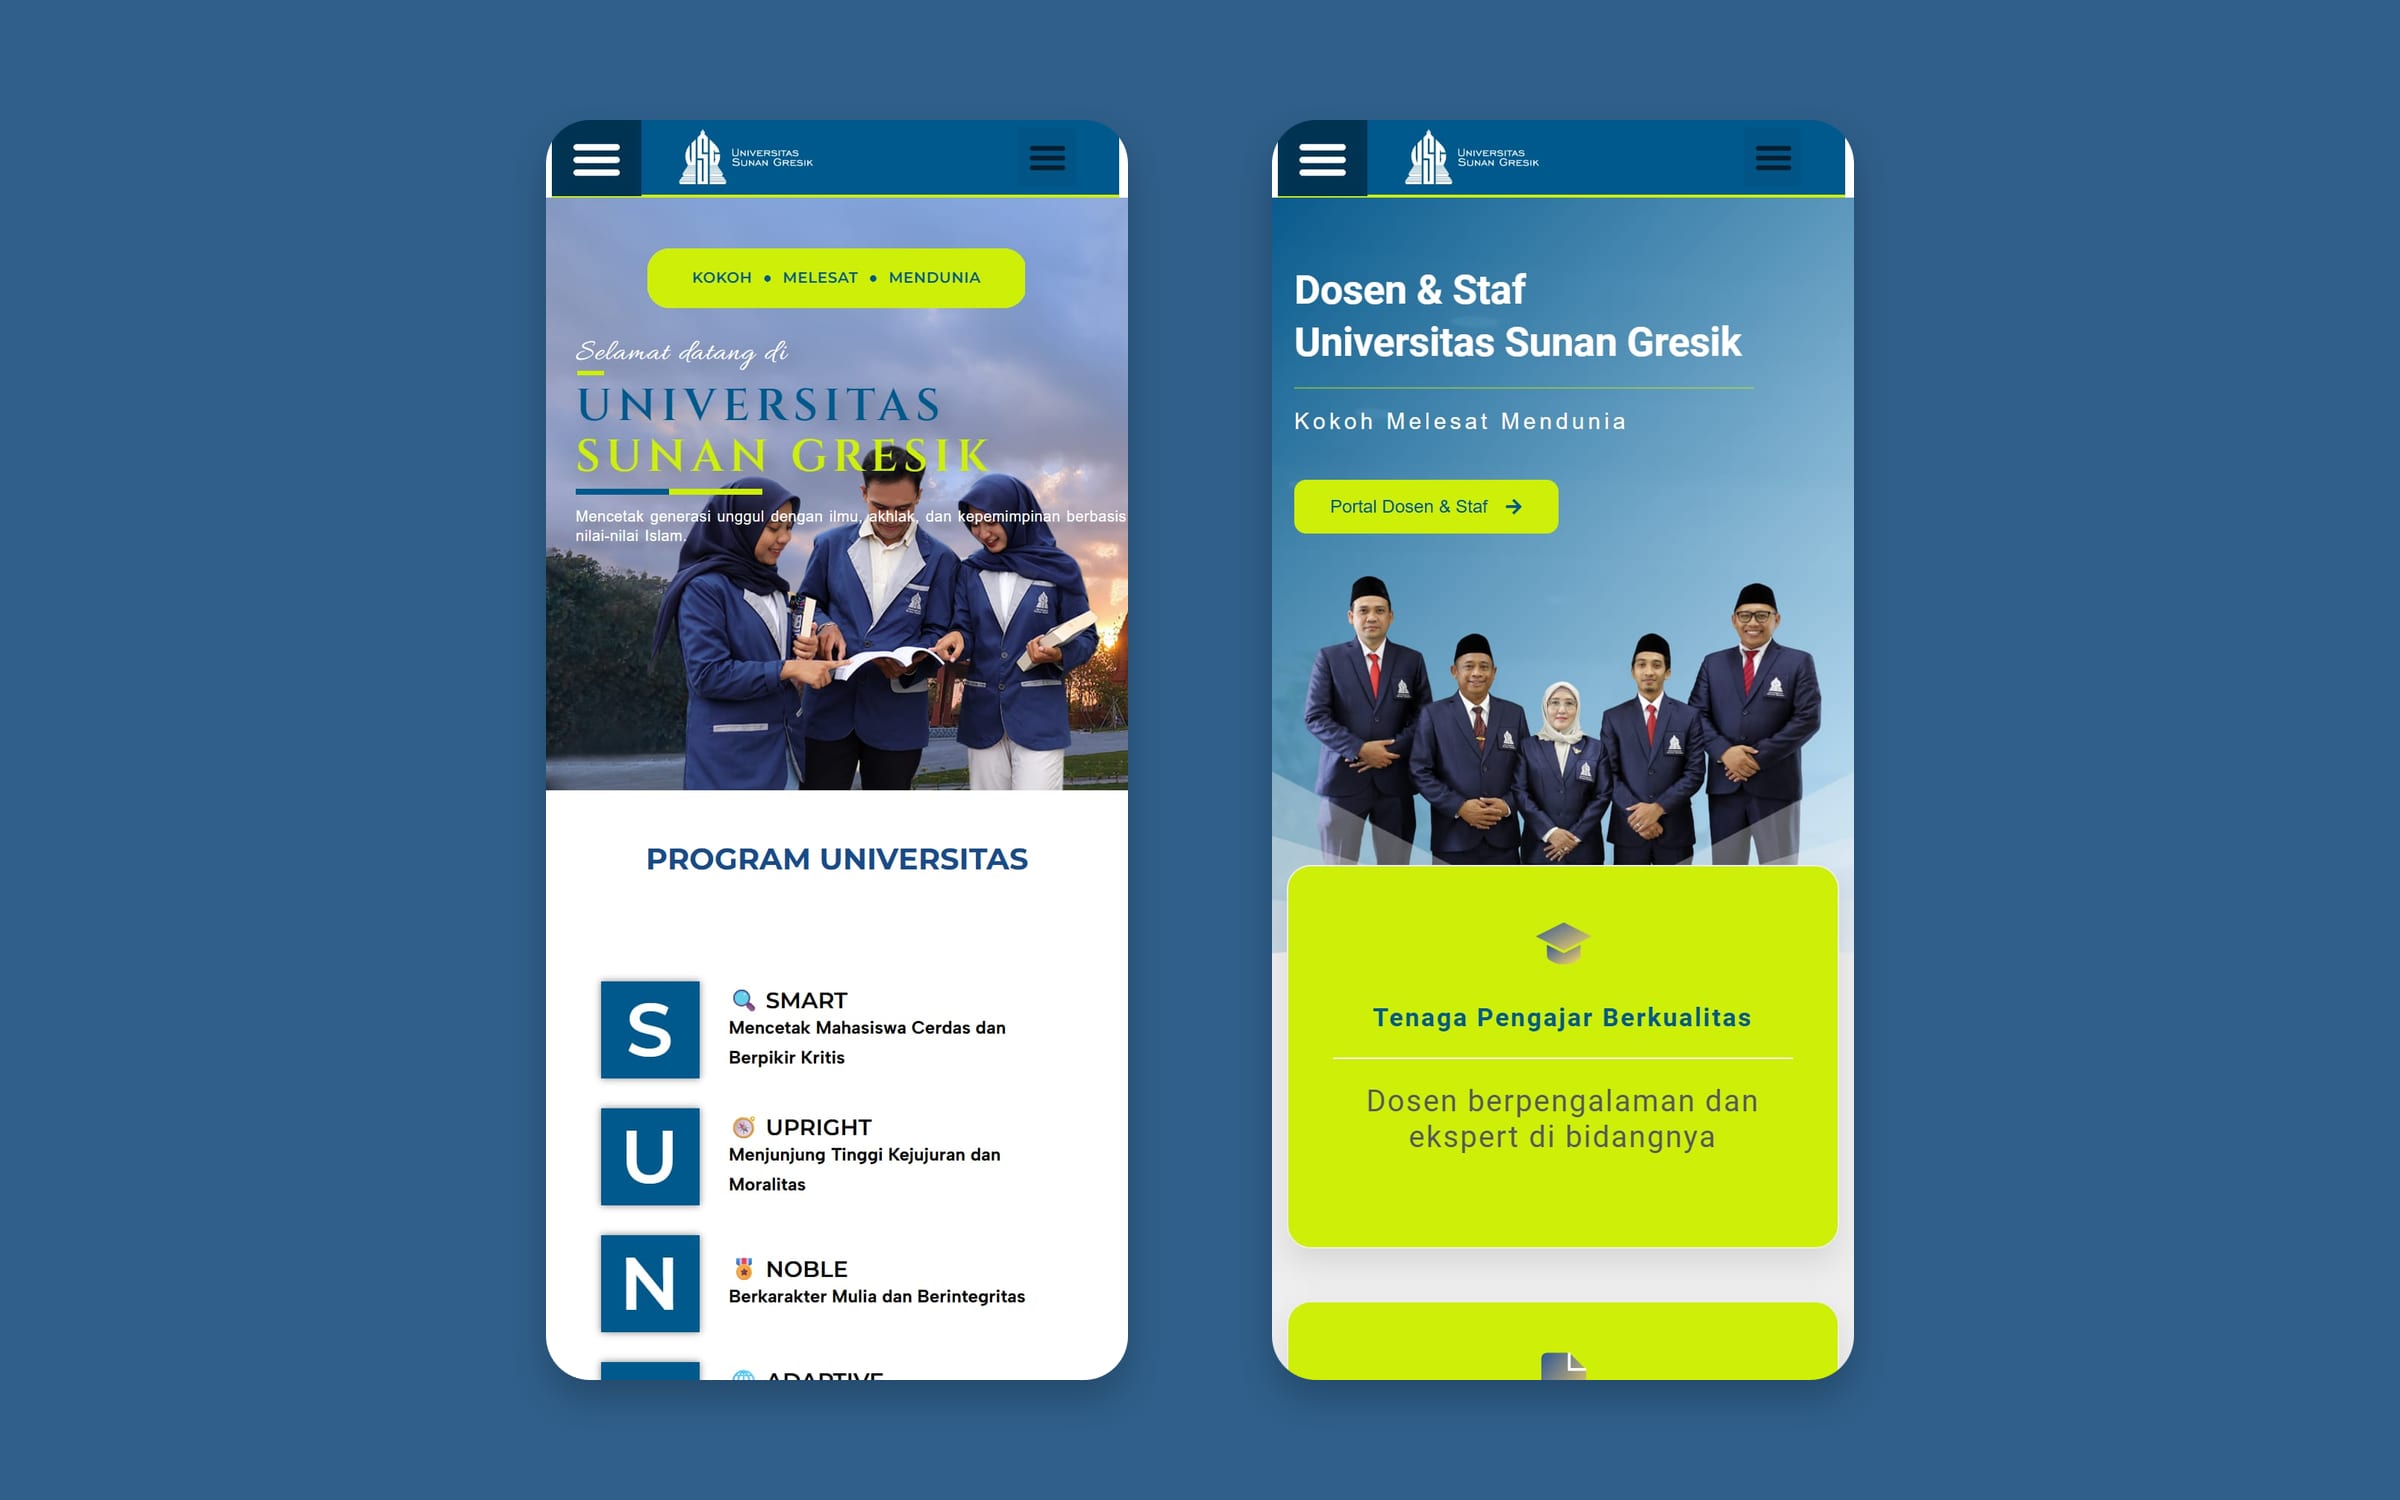 UNIVERSITAS
SUNAN GRESIK
KOKOH • MELESAT • MENDUNIA
Selamat datang di
UNIVERSITAS
SUNAN GRESIK
Mencetak generasi unggul dengan ilmu, akhlak, dan kepemimpinan berbasis
nilai-nilai Islam.
PROGRAM UNIVERSITAS
S
SMART
Mencetak Mahasiswa Cerdas dan
Berpikir Kritis
U
UPRIGHT
Menjunjung Tinggi Kejujuran dan
Moralitas
N
NOBLE
Berkarakter Mulia dan Berintegritas
ADAPTIVE
UNIVERSITAS
SUNAN GRESIK
Dosen & Staf
Universitas Sunan Gresik
Kokoh Melesat Mendunia
Portal Dosen & Staf
Tenaga Pengajar Berkualitas
Dosen berpengalaman dan
ekspert di bidangnya